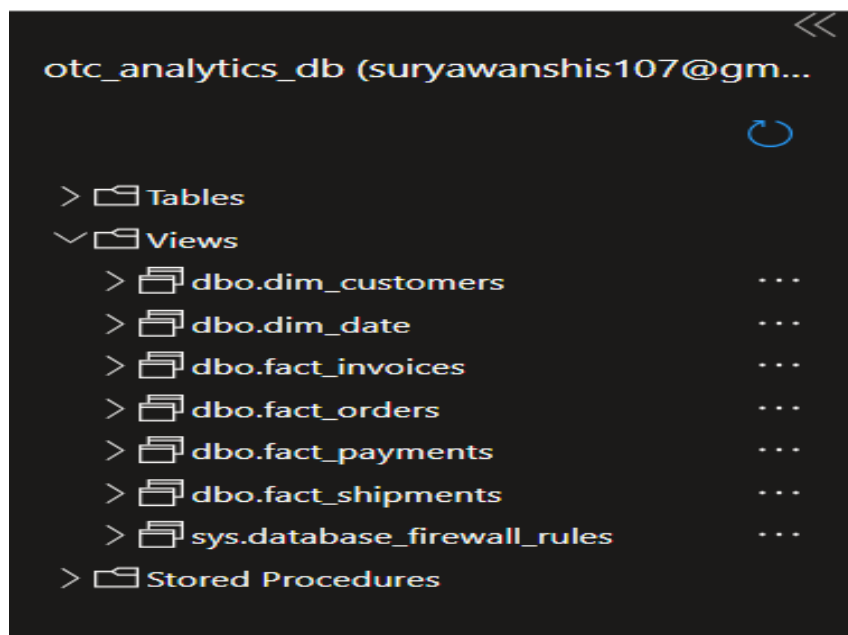 otc_analytics_db (suryawanshis107@gm...
Tables
Views
dbo.dim_customers ...
dbo.dim_date ...
dbo.fact_invoices ...
dbo.fact_orders ...
dbo.fact_payments ...
dbo.fact_shipments ...
sys.database_firewall_rules ...
Stored Procedures